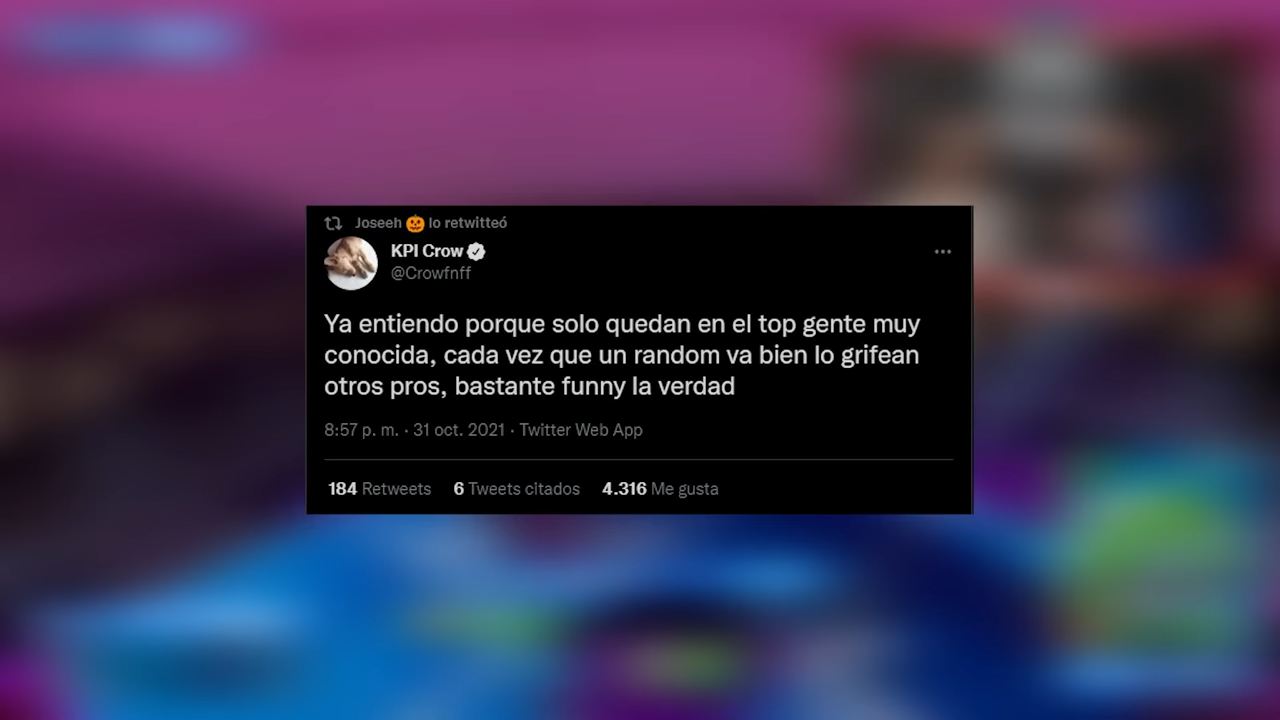 Joseeh 🎃 lo retwitteó
KPI Crow
@Crowfnff
Ya entiendo porque solo quedan en el top gente muy
conocida, cada vez que un random va bien lo grifean
otros pros, bastante funny la verdad
8:57 p. m. · 31 oct. 2021 · Twitter Web App
184 Retweets 6 Tweets citados 4.316 Me gusta